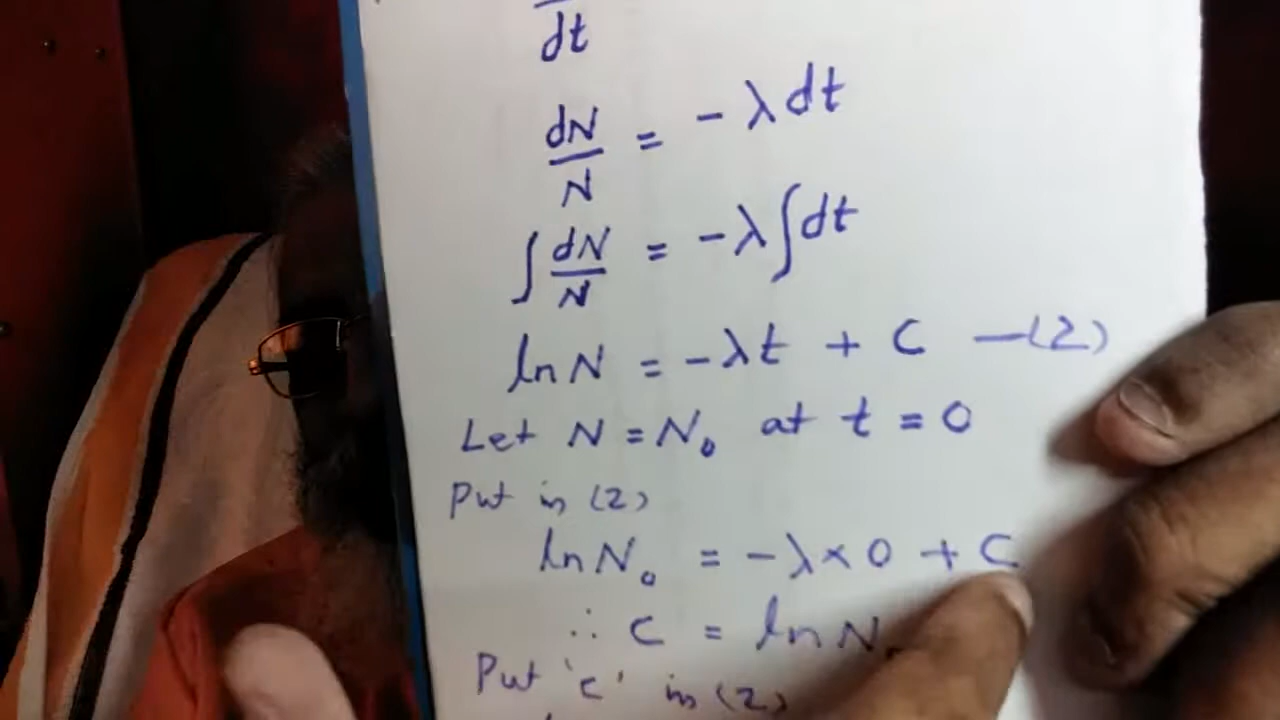 dt
dN/N = -λdt
∫dN/N = -λ∫dt
ln N = -λt + C —(2)
Let N = N₀ at t = 0
Put in (2)
ln N₀ = -λ×0 + C
∴ C = ln N
Put 'c' in (2)